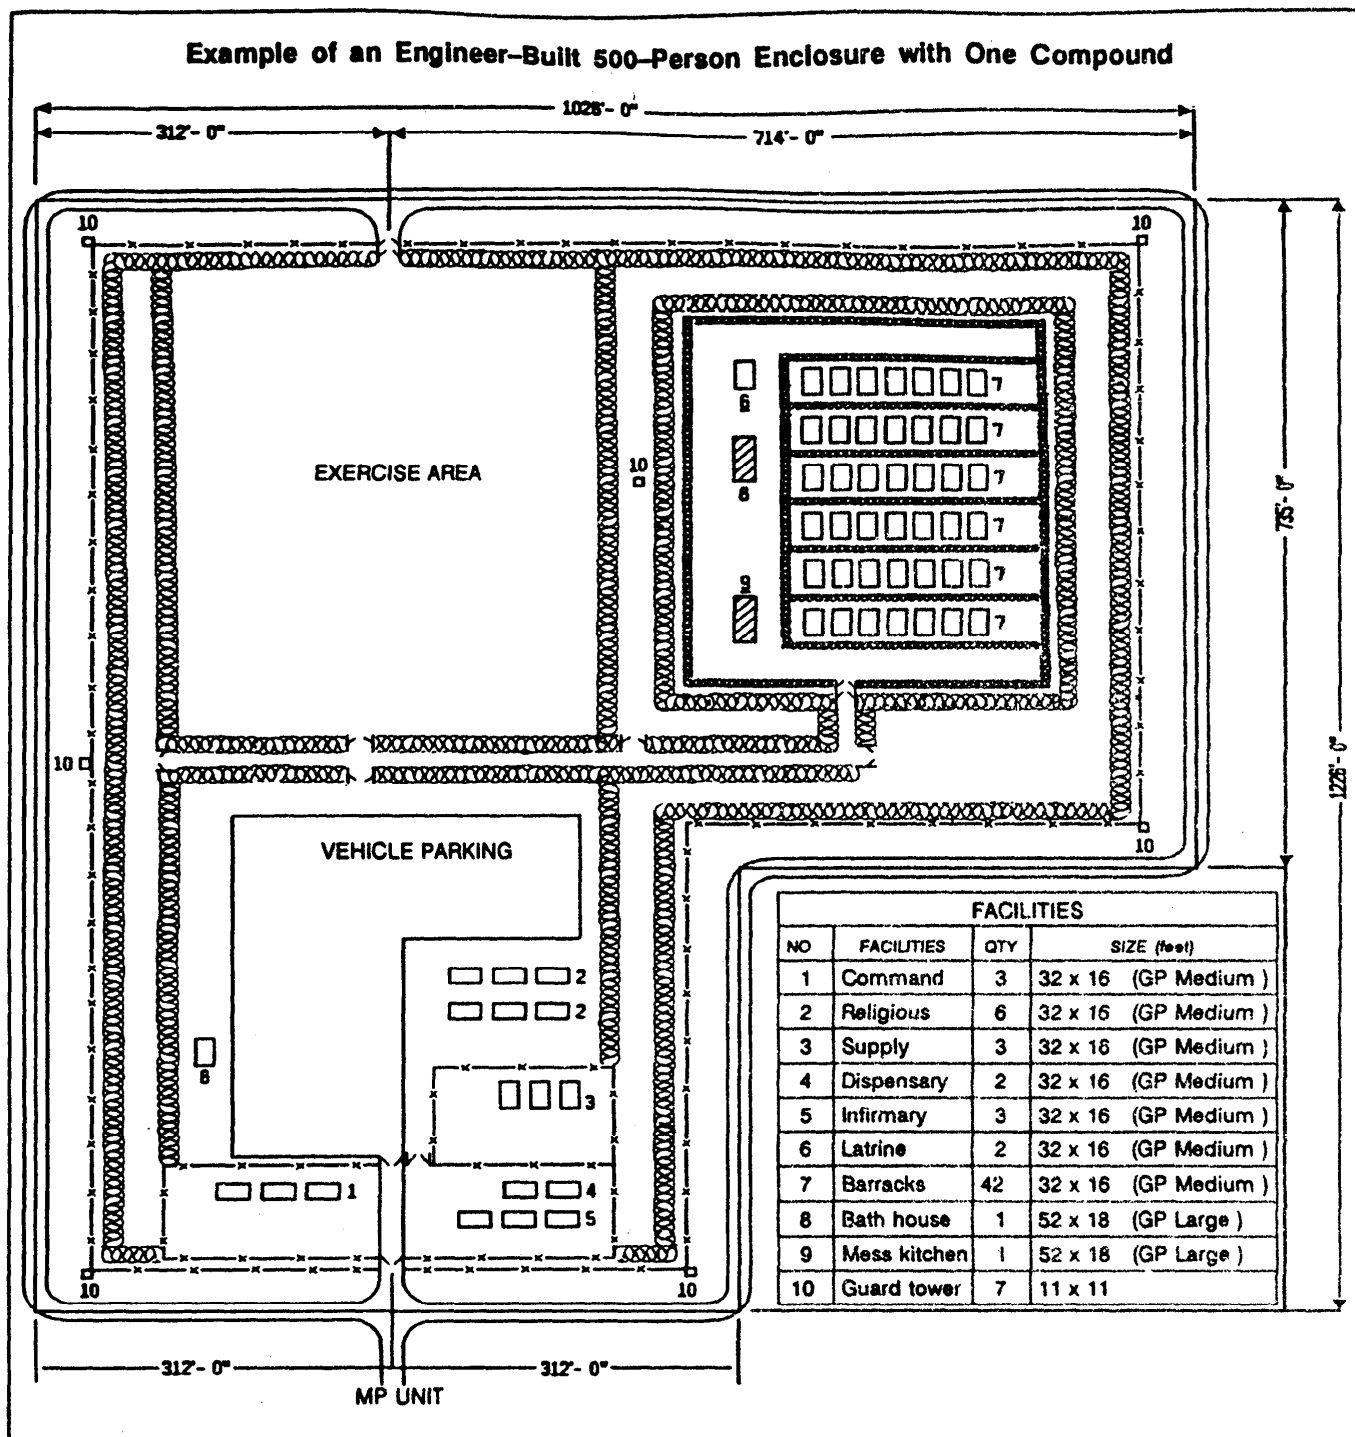 Example of an Engineer-Built 500-Person Enclosure with One Compound
1026'- 0"
312'- 0"
714'- 0"
10
10
EXERCISE AREA
10
6
8
9
7
7
7
7
7
7
735'- 0"
1226'- 0"
10
VEHICLE PARKING
10
2
2
6
3
1
4
5
10
10
FACILITIES
NO FACILITIES QTY SIZE (feet)
1 Command 3 32 x 16 (GP Medium )
2 Religious 6 32 x 16 (GP Medium )
3 Supply 3 32 x 16 (GP Medium )
4 Dispensary 2 32 x 16 (GP Medium )
5 Infirmary 3 32 x 16 (GP Medium )
6 Latrine 2 32 x 16 (GP Medium )
7 Barracks 42 32 x 16 (GP Medium )
8 Bath house 1 52 x 18 (GP Large )
9 Mess kitchen 1 52 x 18 (GP Large )
10 Guard tower 7 11 x 11
312'- 0"
312'- 0"
MP UNIT